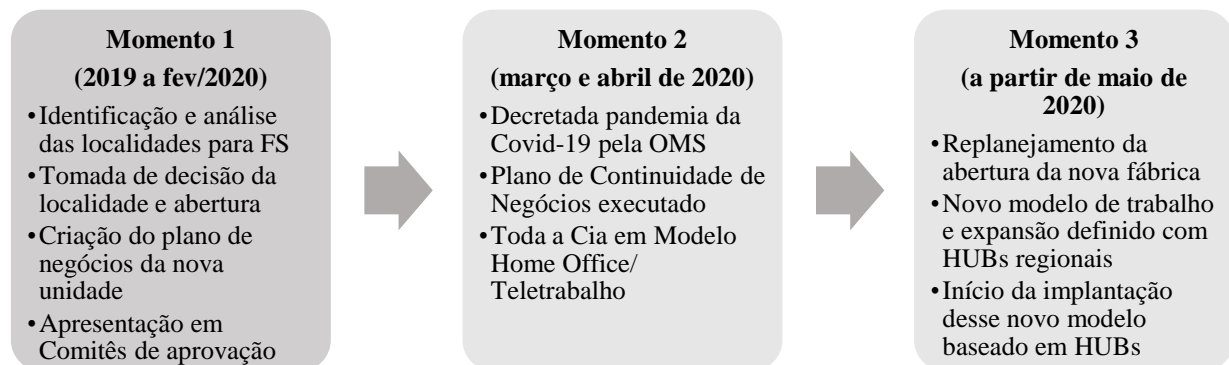 Momento 1
(2019 a fev/2020)
•Identificação e análise
das localidades para FS
•Tomada de decisão da
localidade e abertura
•Criação do plano de
negócios da nova
unidade
•Apresentação em
Comitês de aprovação
Momento 2
(março e abril de 2020)
•Decretada pandemia da
Covid-19 pela OMS
•Plano de Continuidade de
Negócios executado
•Toda a Cia em Modelo
Home Office/
Teletrabalho
Momento 3
(a partir de maio de
2020)
•Replanejamento da
abertura da nova fábrica
•Novo modelo de trabalho
e expansão definido com
HUBs regionais
•Início da implantação
desse novo modelo
baseado em HUBs